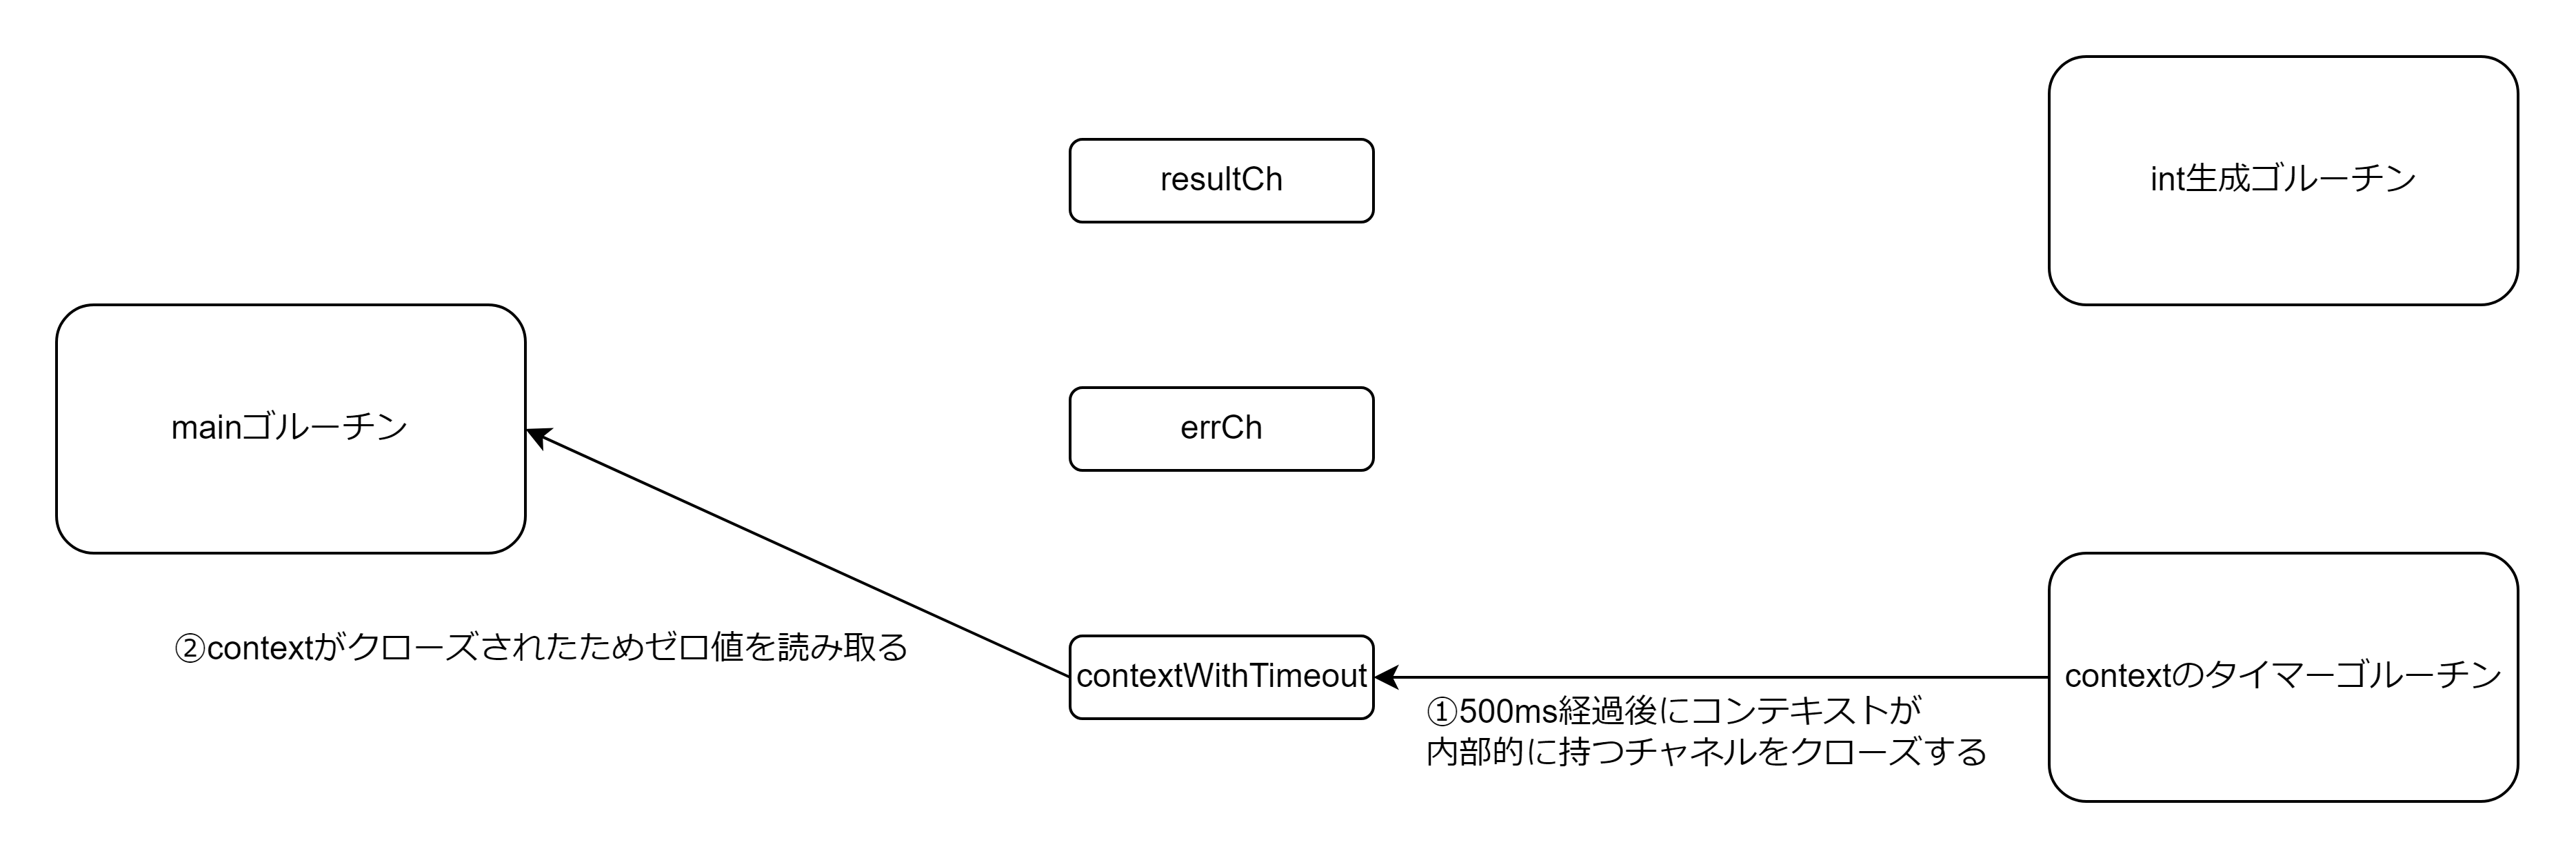 resultCh
int生成ゴルーチン
mainゴルーチン
errCh
②contextがクローズされたためゼロ値を読み取る
contextWithTimeout
contextのタイマーゴルーチン
①500ms経過後にコンテキストが
内部的に持つチャネルをクローズする